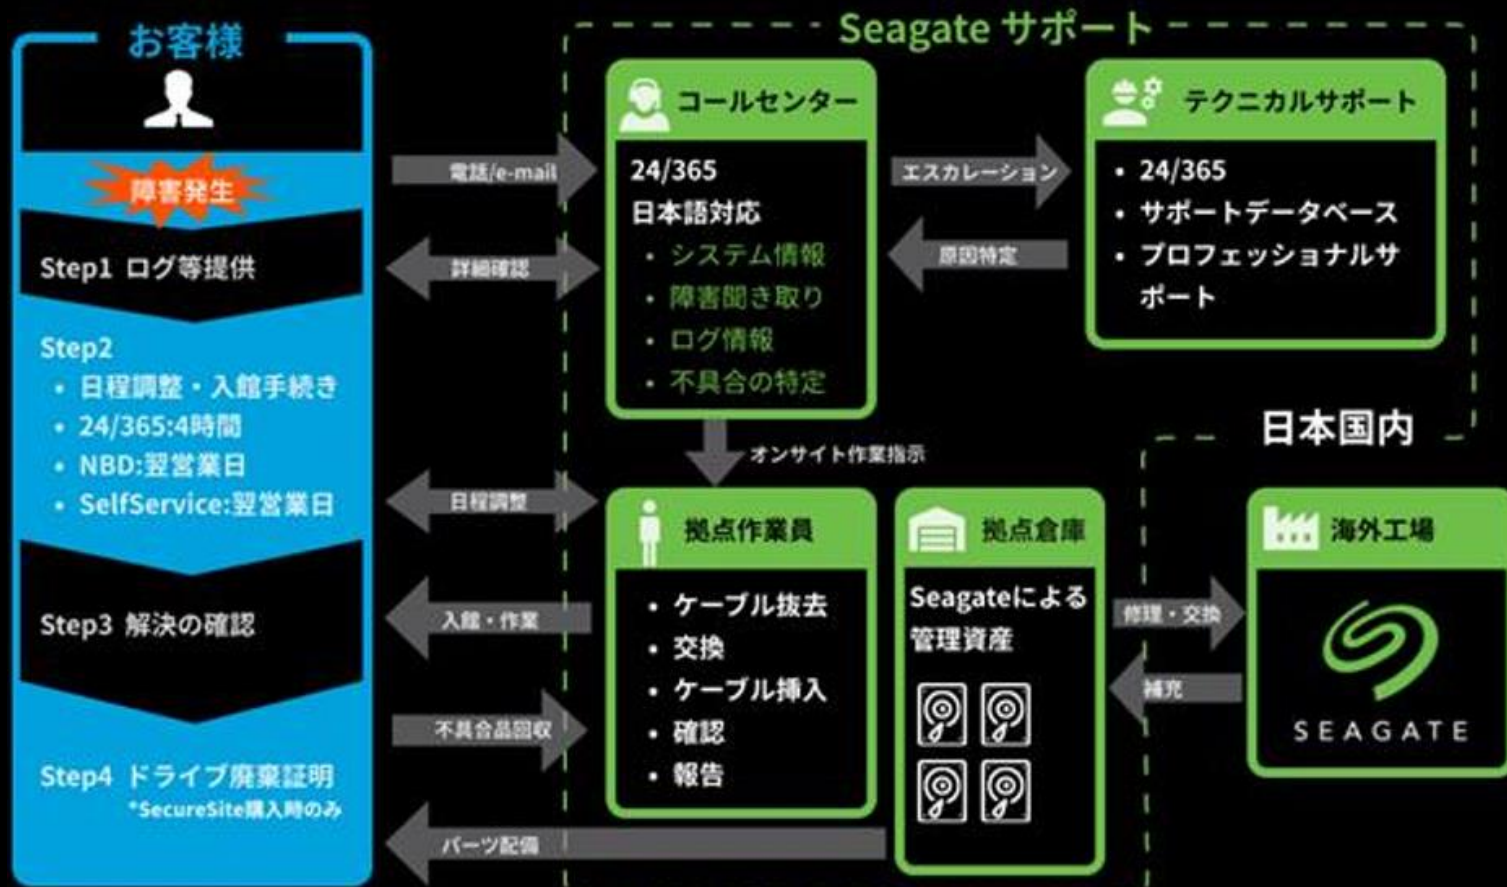 お客様
障害発生
Step1 ログ等提供
Step2
• 日程調整・入館手続き
• 24/365:4時間
• NBD:翌営業日
• SelfService:翌営業日
Step3 解決の確認
Step4 ドライブ廃棄証明
*SecureSite購入時のみ
電話/e-mail
詳細確認
日程調整
入館・作業
不具合品回収
パーツ配備
Seagate サポート
コールセンター
24/365
日本語対応
• システム情報
• 障害聞き取り
• ログ情報
• 不具合の特定
エスカレーション
原因特定
テクニカルサポート
• 24/365
• サポートデータベース
• プロフェッショナルサ
ポート
オンサイト作業指示
日本国内
拠点作業員
• ケーブル抜去
• 交換
• ケーブル挿入
• 確認
• 報告
拠点倉庫
Seagateによる
管理資産
修理・交換
補充
海外工場
SEAGATE